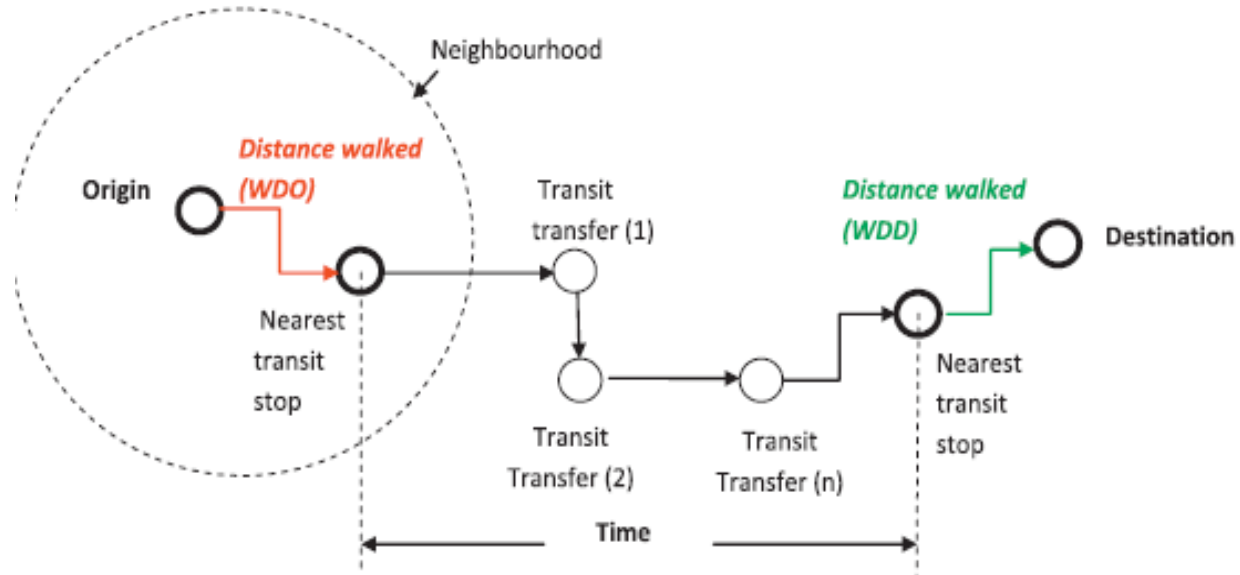 Neighbourhood
Distance walked
(WDO)
Origin
Transit
transfer (1)
Distance walked
(WDD)
Destination
Nearest
transit
stop
Nearest
transit
stop
Transit
Transfer (2)
Transit
Transfer (n)
Time